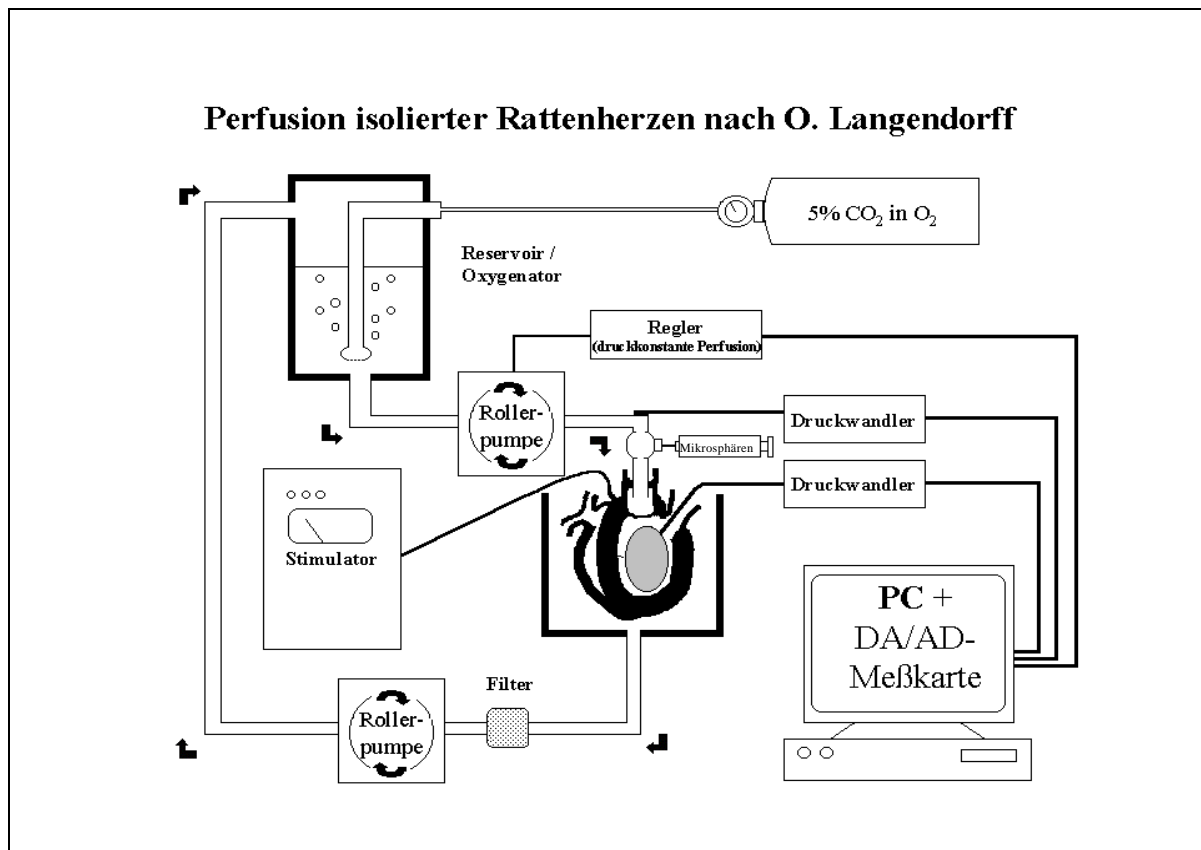 Perfusion isolierter Rattenherzen nach O. Langendorff
5% CO₂ in O₂
Reservoir /
Oxygenator
Regler
(druckkonstante Perfusion)
Roller-
pumpe
Druckwandler
Mikrosphären
Druckwandler
Stimulator
PC +
DA/AD-
Meßkarte
Filter
Roller-
pumpe